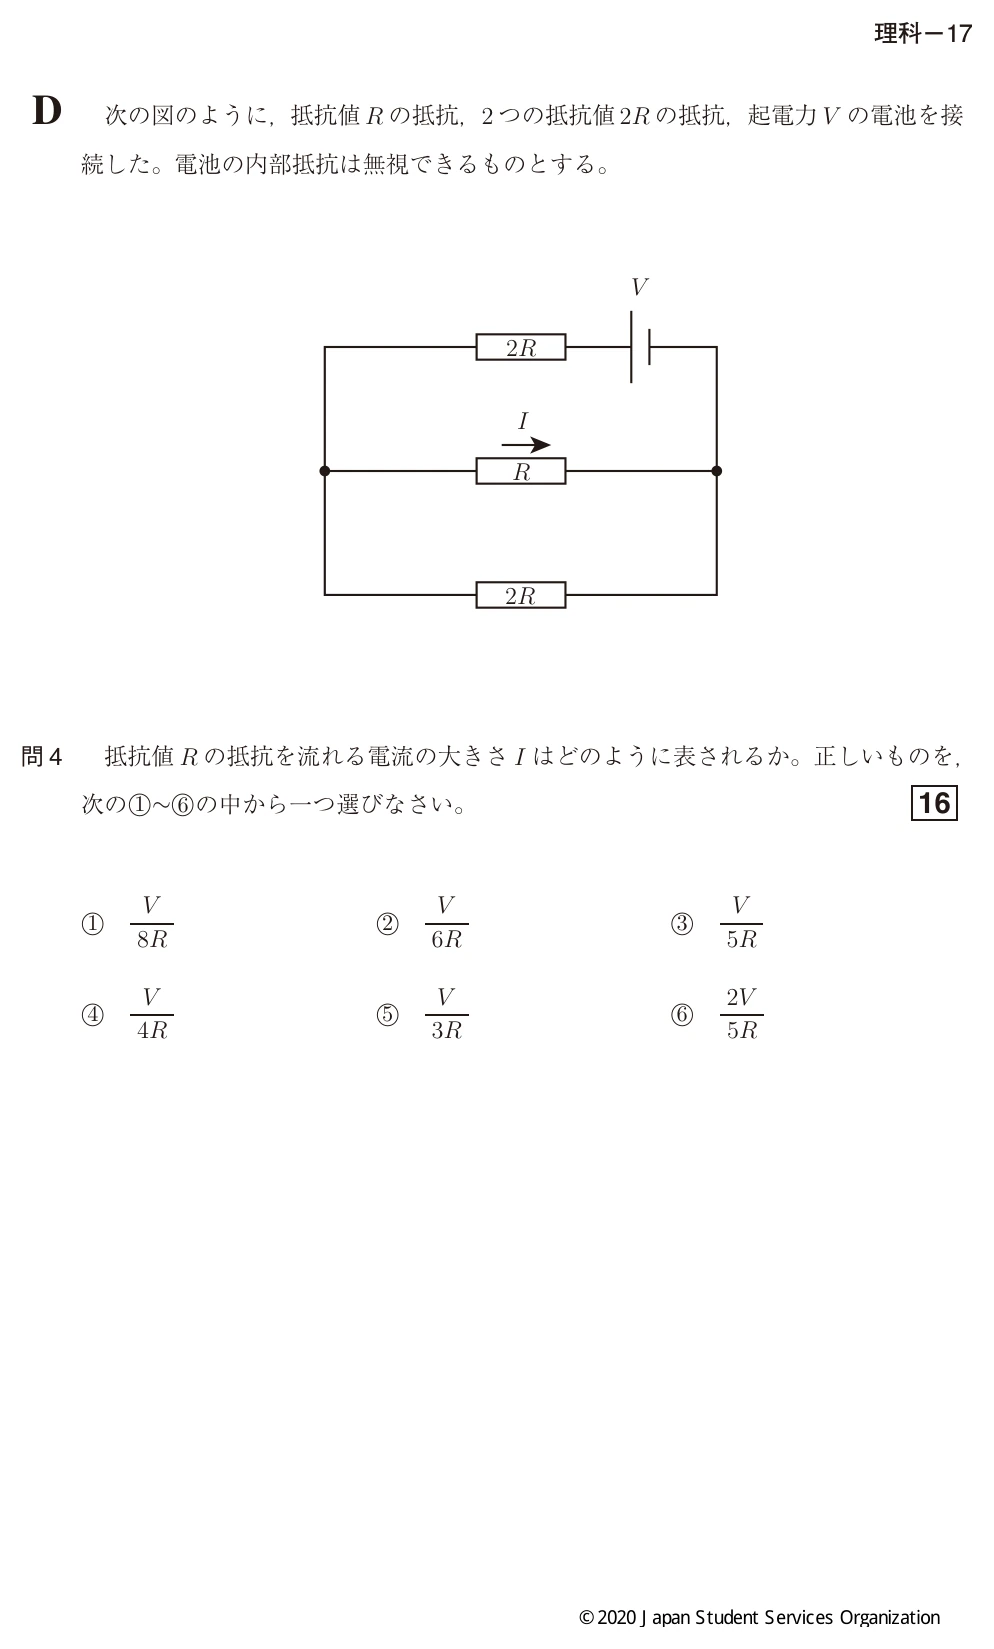 理科－17
D 次の図のように，抵抗値 R の抵抗，2 つの抵抗値 2R の抵抗，起電力 V の電池を接
続した。電池の内部抵抗は無視できるものとする。
V
2R
I
R
2R
問 4 抵抗値 R の抵抗を流れる電流の大きさ I はどのように表されるか。正しいものを，
次の①～⑥の中から一つ選びなさい。 16
① V/8R ② V/6R ③ V/5R
④ V/4R ⑤ V/3R ⑥ 2V/5R
© 2020 Japan Student Services Organization